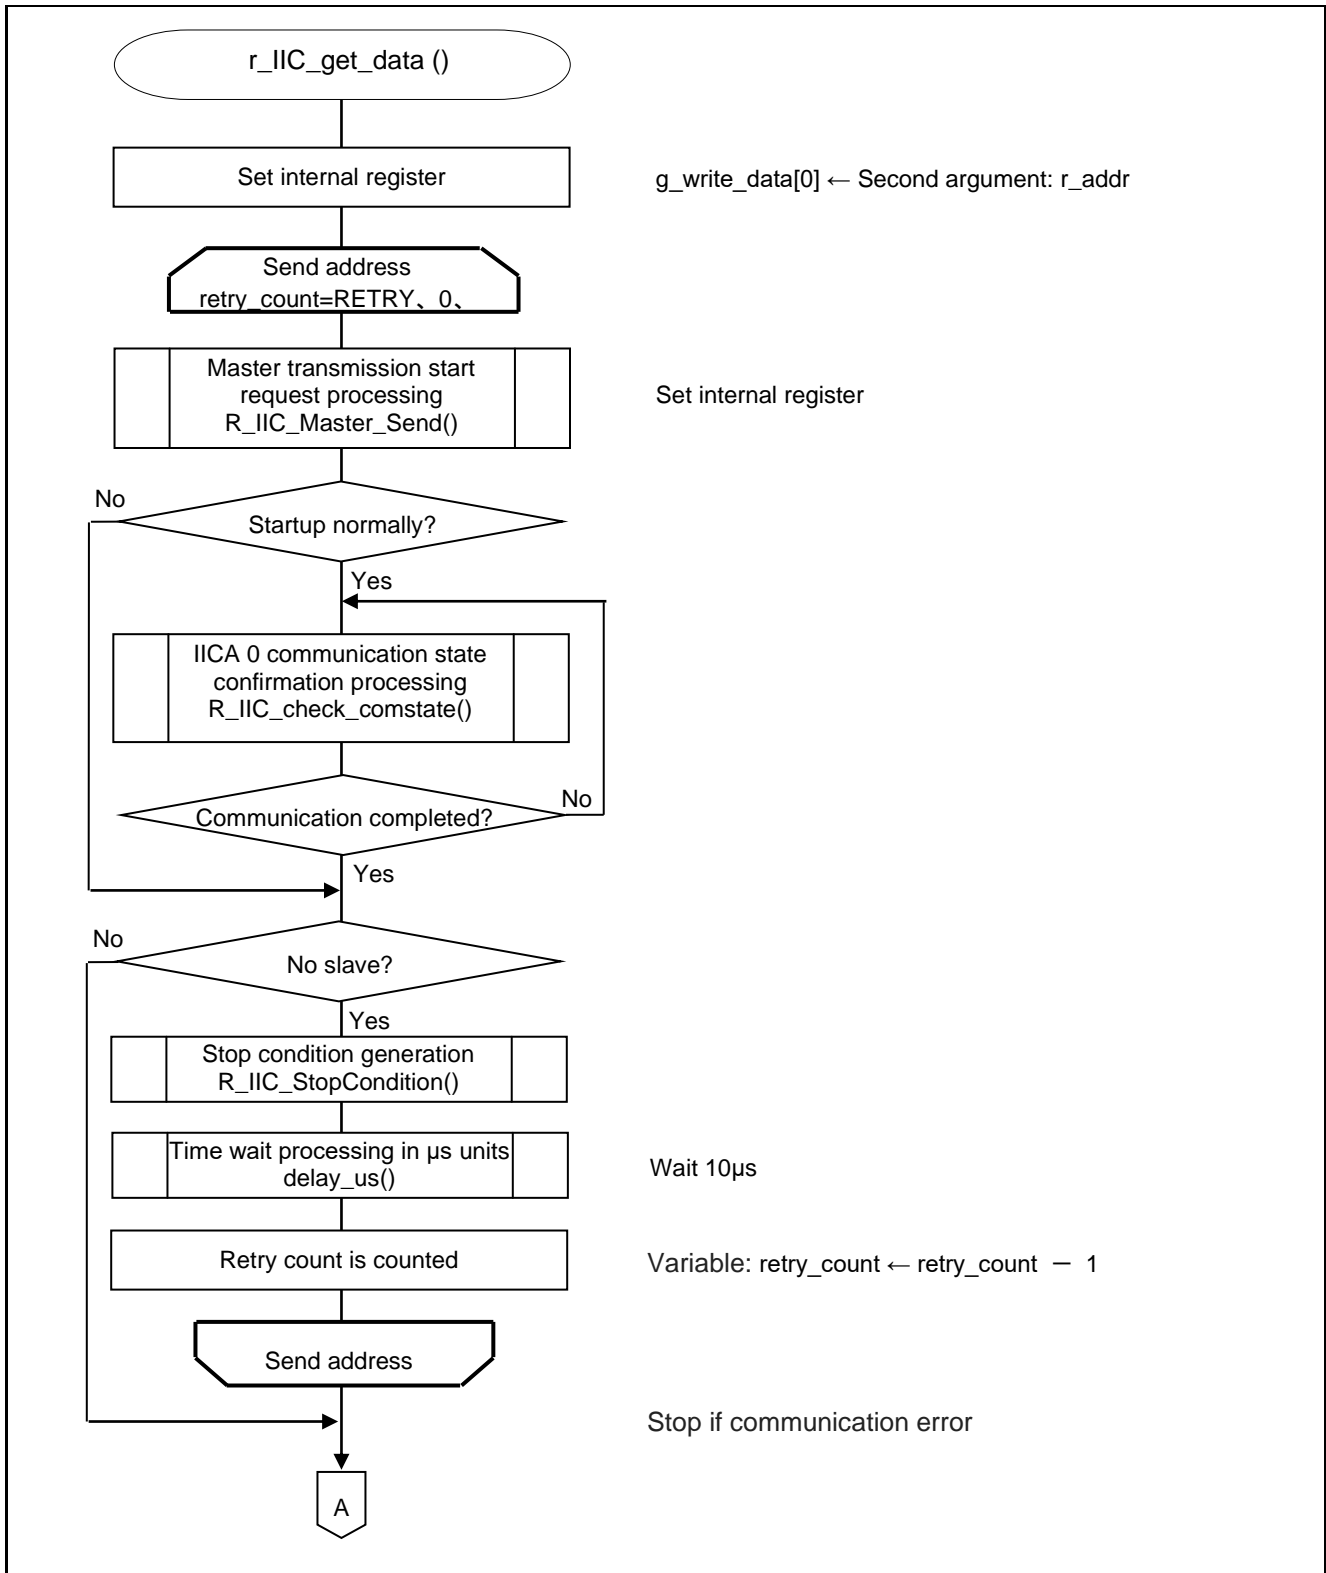 r_IIC_get_data ()
Set internal register
g_write_data[0] ← Second argument: r_addr
Send address
retry_count=RETRY、0、
Master transmission start
request processing
R_IIC_Master_Send()
Set internal register
No
Startup normally?
Yes
IICA 0 communication state
confirmation processing
R_IIC_check_comstate()
No
Communication completed?
Yes
No
No slave?
Yes
Stop condition generation
R_IIC_StopCondition()
Time wait processing in μs units
delay_us()
Wait 10μs
Retry count is counted
Variable: retry_count ← retry_count － 1
Send address
Stop if communication error
A